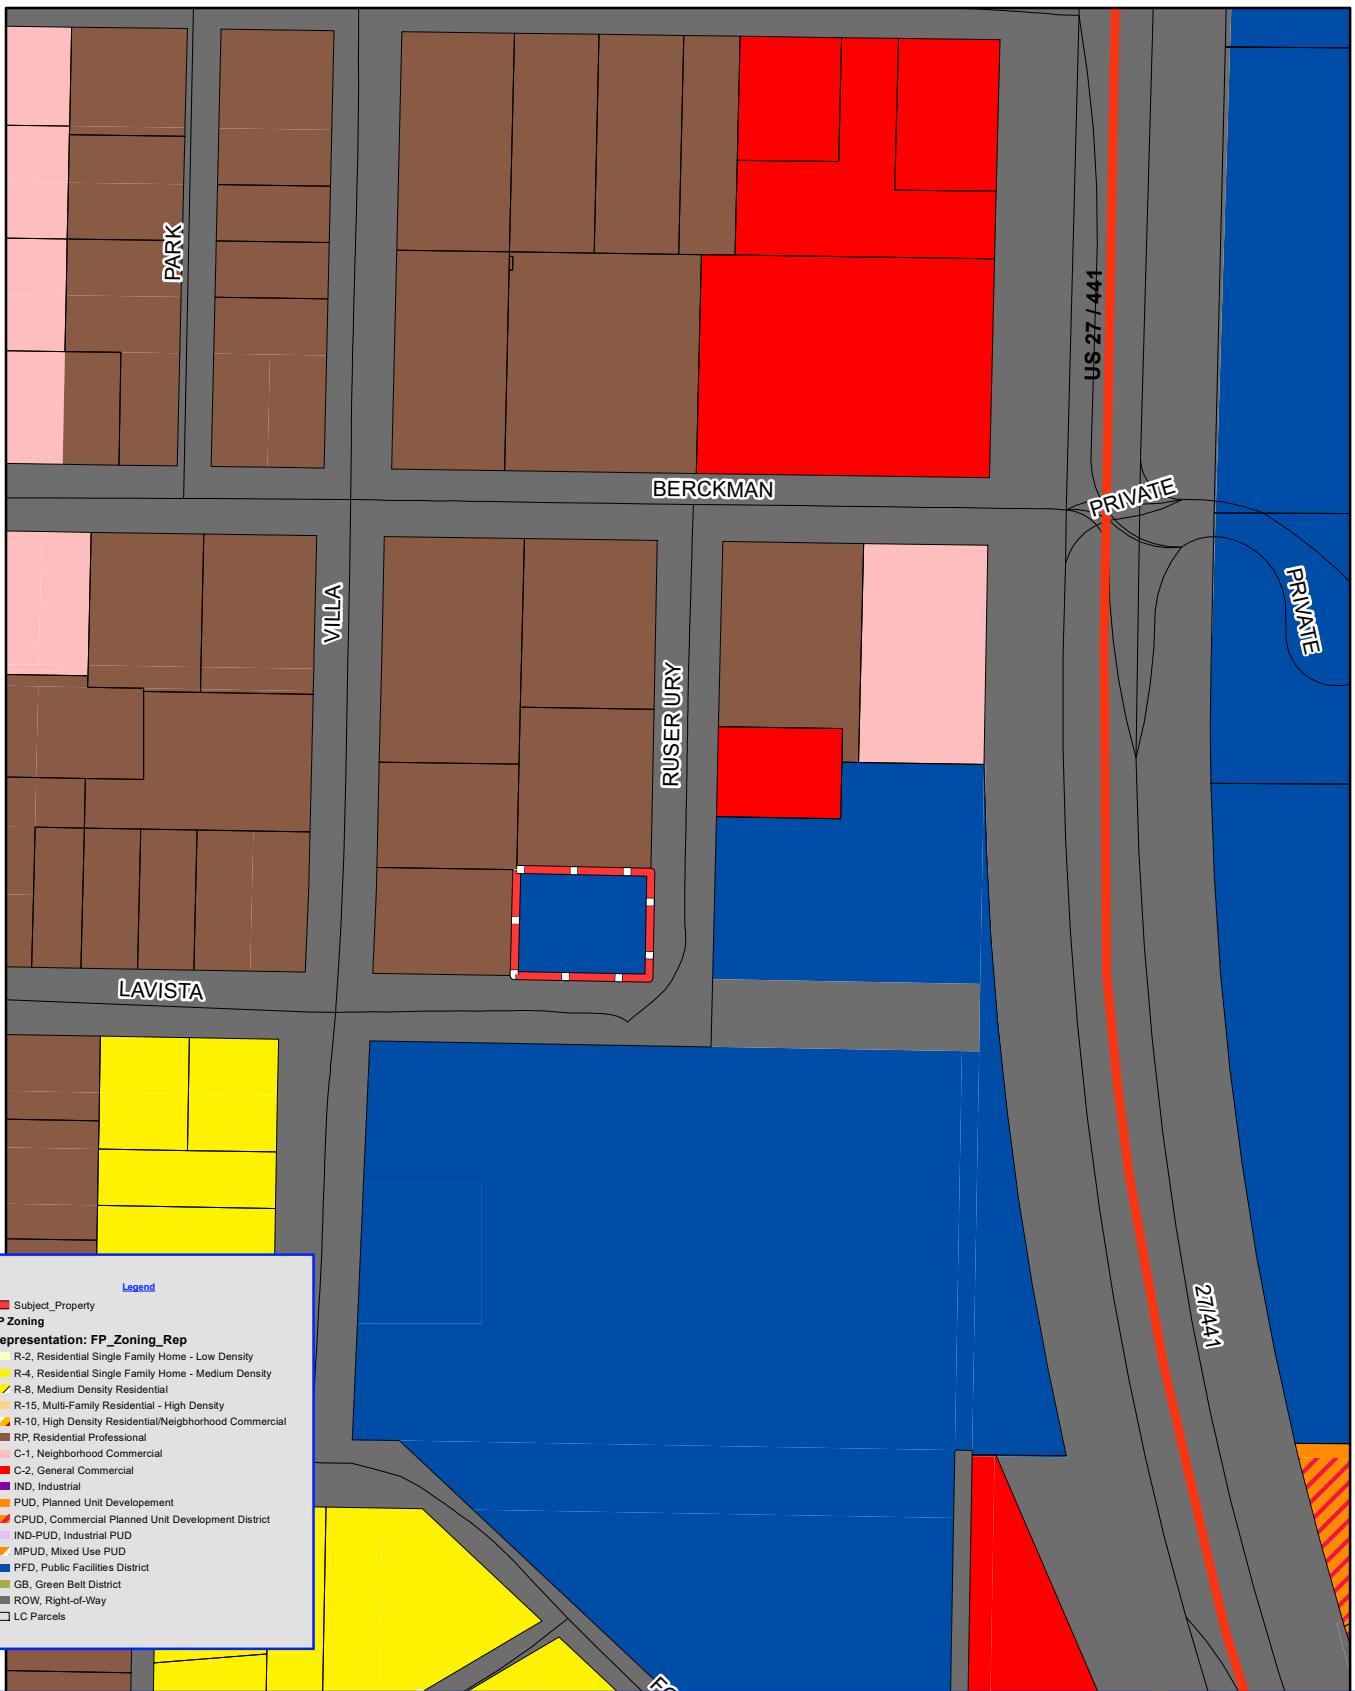 PARK
US 27 / 441
BERCKMAN
PRIVATE
PRIVATE
VILLA
RUSER URY
LAVISTA
27/441
Legend
Subject_Property
P Zoning
epresentation: FP_Zoning_Rep
R-2, Residential Single Family Home - Low Density
R-4, Residential Single Family Home - Medium Density
R-8, Medium Density Residential
R-15, Multi-Family Residential - High Density
R-10, High Density Residential/Neigbhorhood Commercial
RP, Residential Professional
C-1, Neighborhood Commercial
C-2, General Commercial
IND, Industrial
PUD, Planned Unit Developement
CPUD, Commercial Planned Unit Development District
IND-PUD, Industrial PUD
MPUD, Mixed Use PUD
PFD, Public Facilities District
GB, Green Belt District
ROW, Right-of-Way
LC Parcels